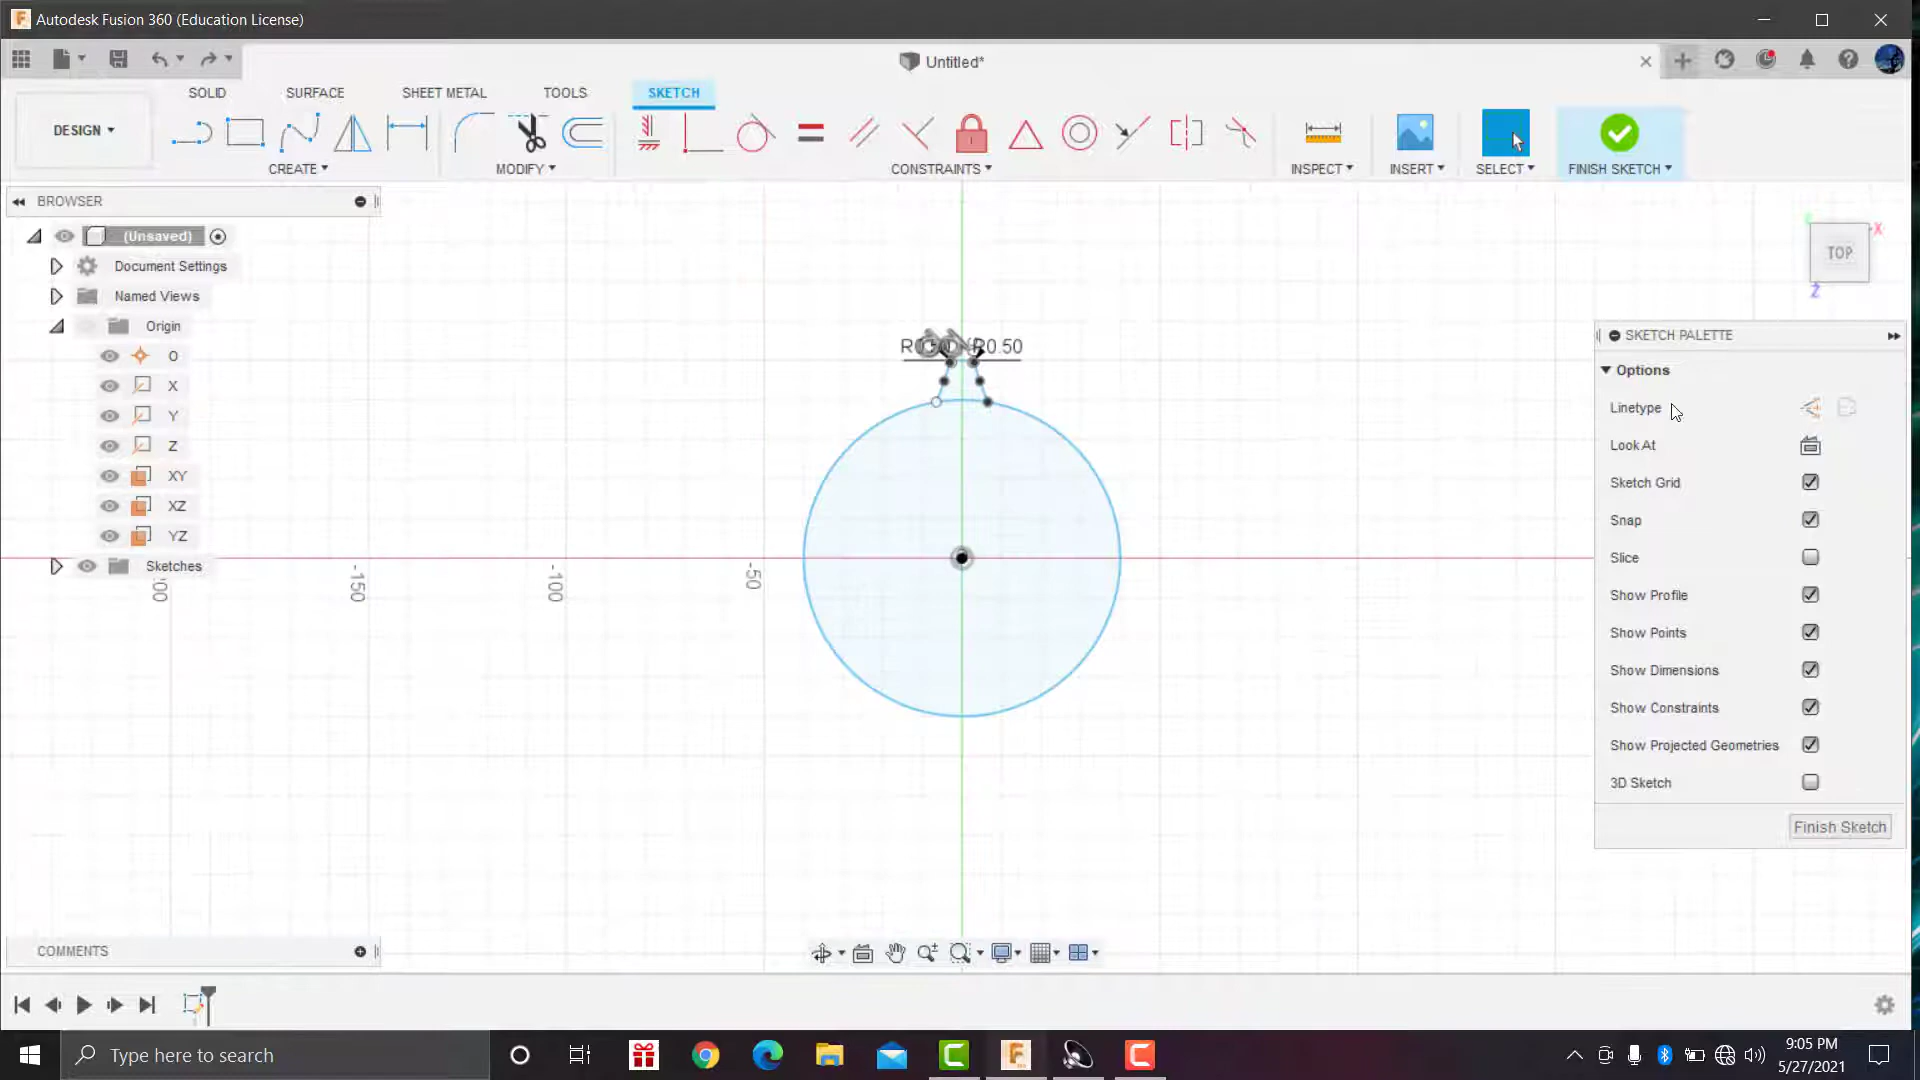 Autodesk Fusion 360 (Education License)
Untitled*
SOLID
SURFACE
SHEET METAL
TOOLS
SKETCH
DESIGN
CREATE
MODIFY
CONSTRAINTS
INSPECT
INSERT
SELECT
FINISH SKETCH
BROWSER
(Unsaved)
Document Settings
Named Views
Origin
O
X
Y
Z
XY
XZ
YZ
Sketches
-150
-100
-50
R0.50
TOP
X
Z
SKETCH PALETTE
Options
Linetype
Look At
Sketch Grid
Snap
Slice
Show Profile
Show Points
Show Dimensions
Show Constraints
Show Projected Geometries
3D Sketch
Finish Sketch
COMMENTS
Type here to search
9:05 PM
5/27/2021